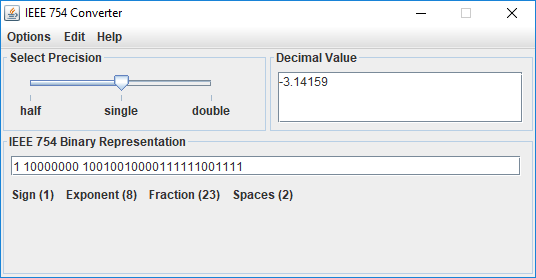 IEEE 754 Converter
Options Edit Help
Select Precision
half single double
Decimal Value
-3.14159
IEEE 754 Binary Representation
1 10000000 10010010000111111001111
Sign (1) Exponent (8) Fraction (23) Spaces (2)